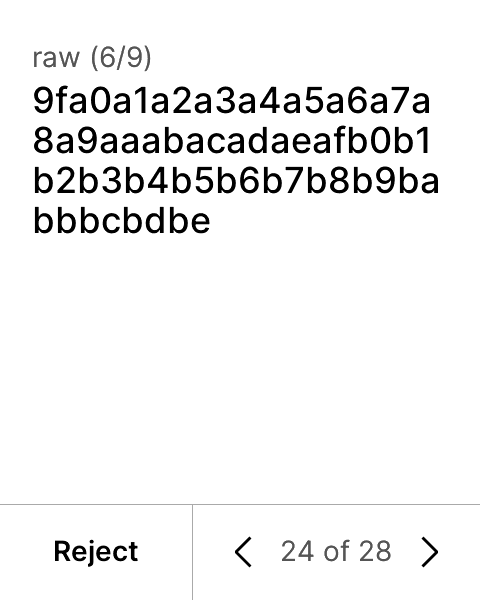 raw (6/9)
9fa0a1a2a3a4a5a6a7a
8a9aaabacadaeafb0b1
b2b3b4b5b6b7b8b9ba
bbbcbdbe
Reject
24 of 28